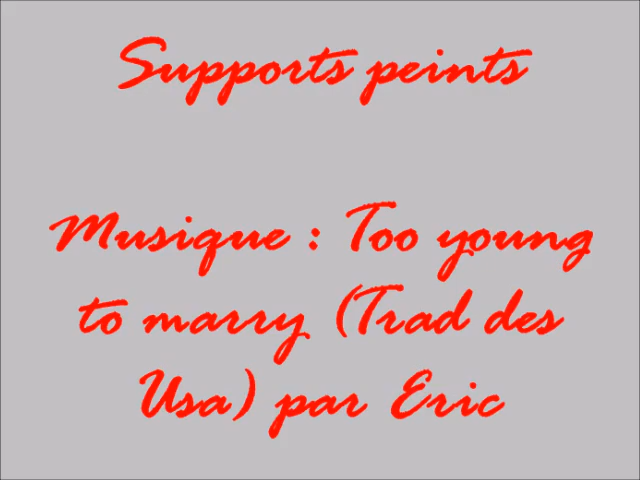 Supports peints
Musique : Too young
to marry (Trad des
Usa) par Eric